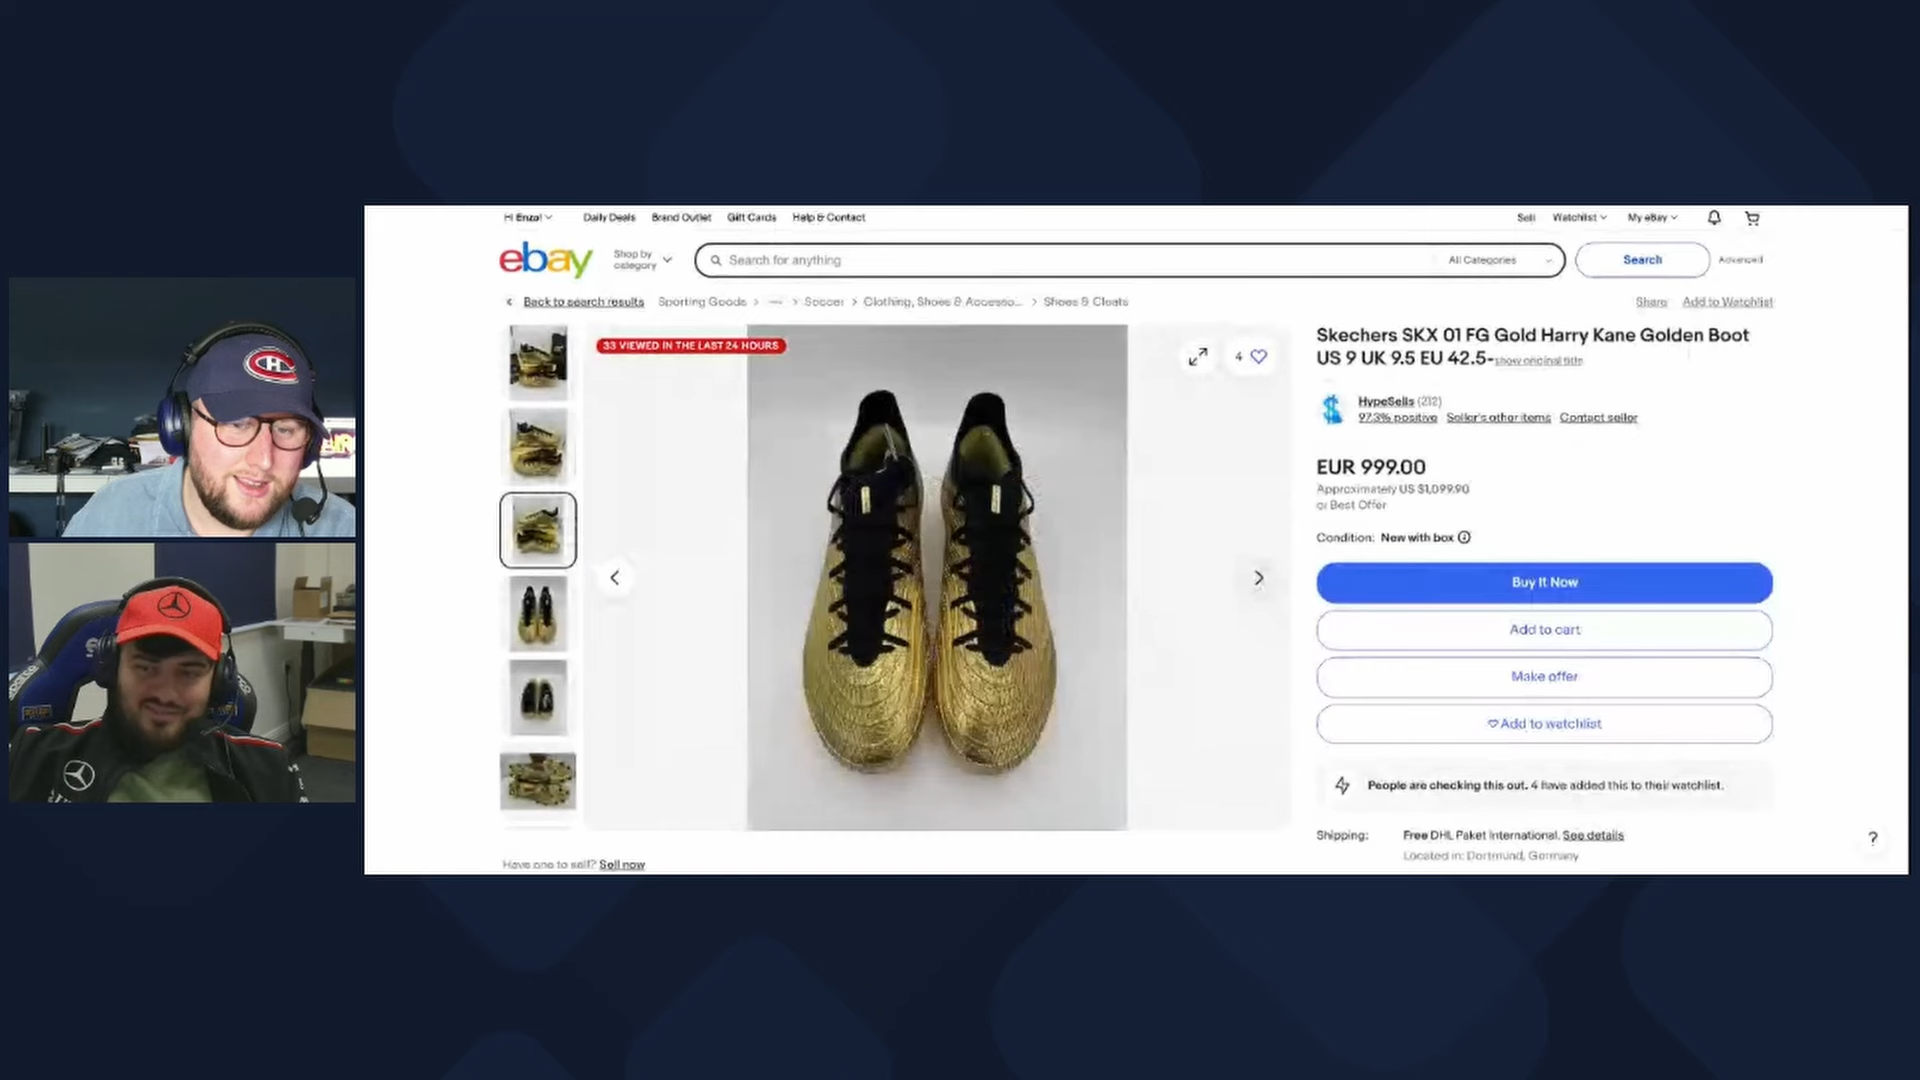 Hi Enzo!
Daily Deals
Brand Outlet
Gift Cards
Help & Contact
Sell
Watchlist
My eBay
ebay
Shop by
category
Search for anything
All Categories
Search
Advanced
Back to search results
Sporting Goods
Soccer
Clothing, Shoes & Accesso...
Shoes & Cleats
Share
Add to Watchlist
33 VIEWED IN THE LAST 24 HOURS
4
Skechers SKX 01 FG Gold Harry Kane Golden Boot
US 9 UK 9.5 EU 42.5- show original title
HypeSells (212)
97.3% positive
Seller's other items
Contact seller
EUR 999.00
Approximately US $1,099.90
or Best Offer
Condition: New with box
Buy It Now
Add to cart
Make offer
Add to watchlist
People are checking this out. 4 have added this to their watchlist.
Shipping: Free DHL Paket International. See details
Located in: Dortmund, Germany
?
Have one to sell? Sell now